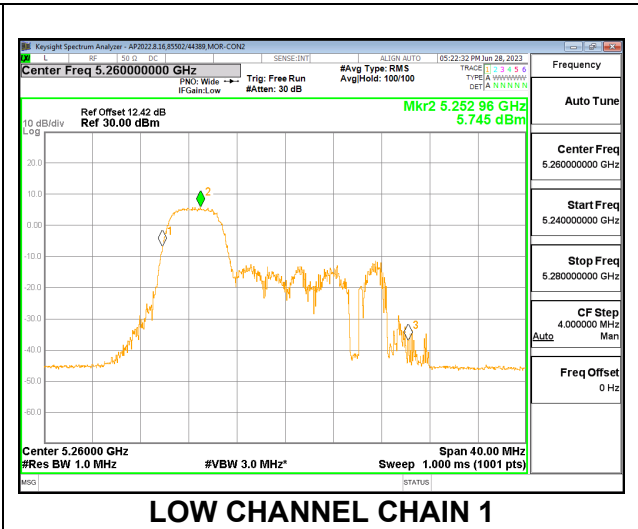 Keysight Spectrum Analyzer - AP2022.8.16,85502/44389,MOR-CON2
L RF 50 Ω DC SENSE:INT ALIGN AUTO 05:22:32 PM Jun 28, 2023
Center Freq 5.260000000 GHz
PNO: Wide
IFGain:Low
Trig: Free Run
#Atten: 30 dB
#Avg Type: RMS
Avg|Hold: 100/100
TRACE 1 2 3 4 5 6
TYPE A WWWWW
DET A N N N N N
Frequency
Ref Offset 12.42 dB
10 dB/div Ref 30.00 dBm
Log
Mkr2 5.252 96 GHz
5.745 dBm
20.0
10.0
0.00
-10.0
-20.0
-30.0
-40.0
-50.0
-60.0
1
2
3
Center 5.26000 GHz
Span 40.00 MHz
#Res BW 1.0 MHz
#VBW 3.0 MHz*
Sweep 1.000 ms (1001 pts)
Auto Tune
Center Freq
5.260000000 GHz
Start Freq
5.240000000 GHz
Stop Freq
5.280000000 GHz
CF Step
4.000000 MHz
Auto Man
Freq Offset
0 Hz
MSG
STATUS
LOW CHANNEL CHAIN 1